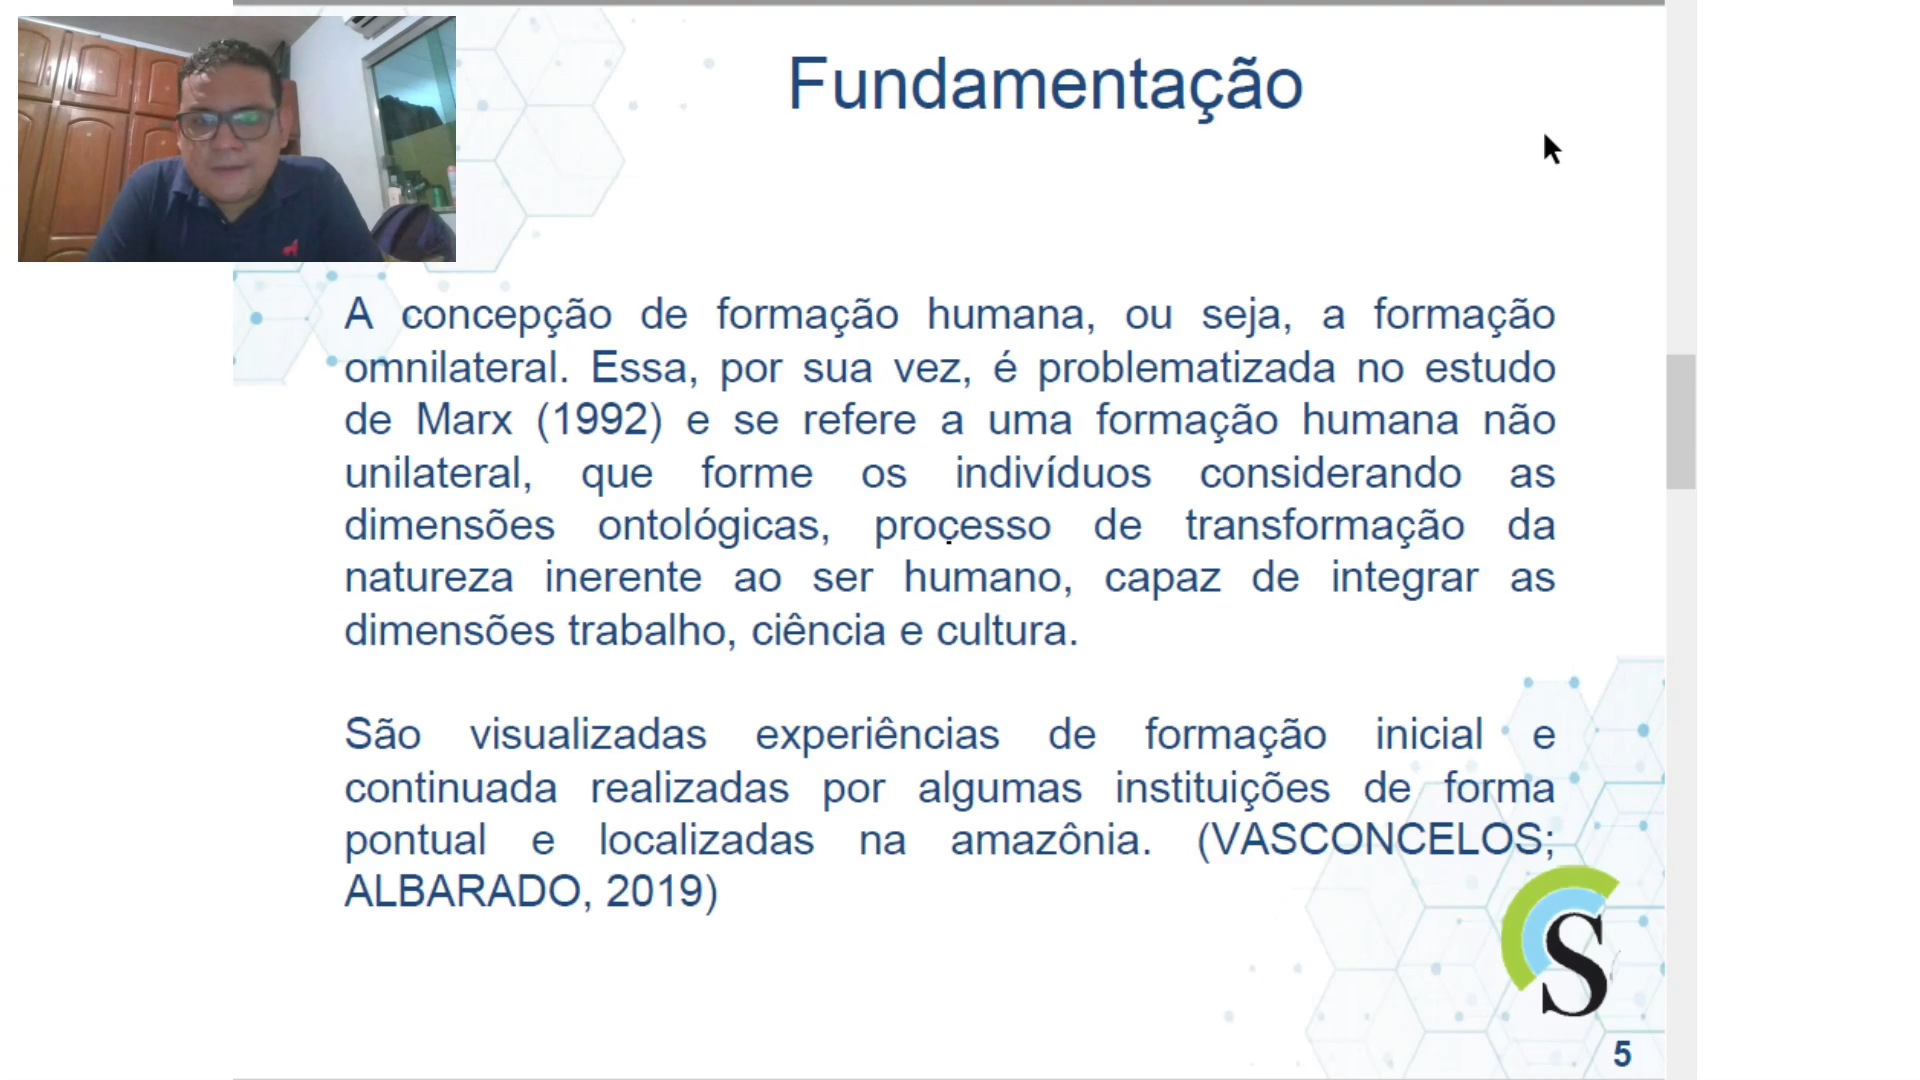 Fundamentação
A concepção de formação humana, ou seja, a formação
omnilateral. Essa, por sua vez, é problematizada no estudo
de Marx (1992) e se refere a uma formação humana não
unilateral, que forme os indivíduos considerando as
dimensões ontológicas, processo de transformação da
natureza inerente ao ser humano, capaz de integrar as
dimensões trabalho, ciência e cultura.
São visualizadas experiências de formação inicial e
continuada realizadas por algumas instituições de forma
pontual e localizadas na amazônia. (VASCONCELOS;
ALBARADO, 2019)
S
5